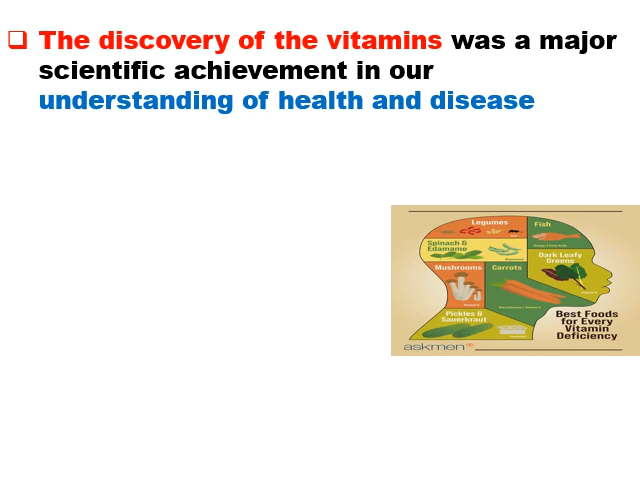 ❑ The discovery of the vitamins was a major
scientific achievement in our
understanding of health and disease
Legumes
Fish
Spinach &
Edamame
Dark Leafy
Greens
Mushrooms
Carrots
Pickles &
Sauerkraut
Best Foods
for Every
Vitamin
Deficiency
askmen